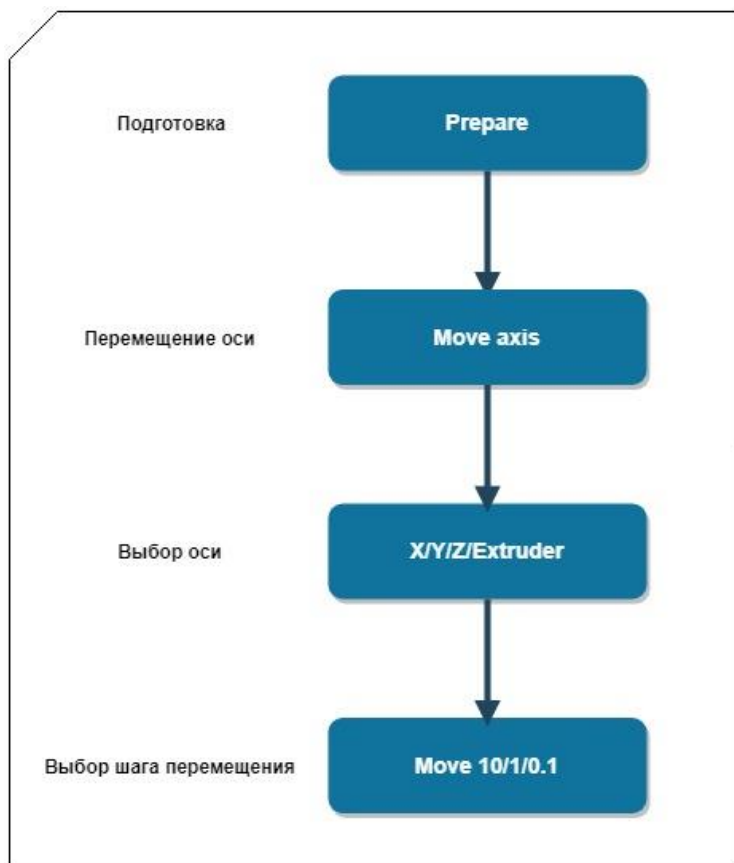 Подготовка
Prepare
Перемещение оси
Move axis
Выбор оси
X/Y/Z/Extruder
Выбор шага перемещения
Move 10/1/0.1